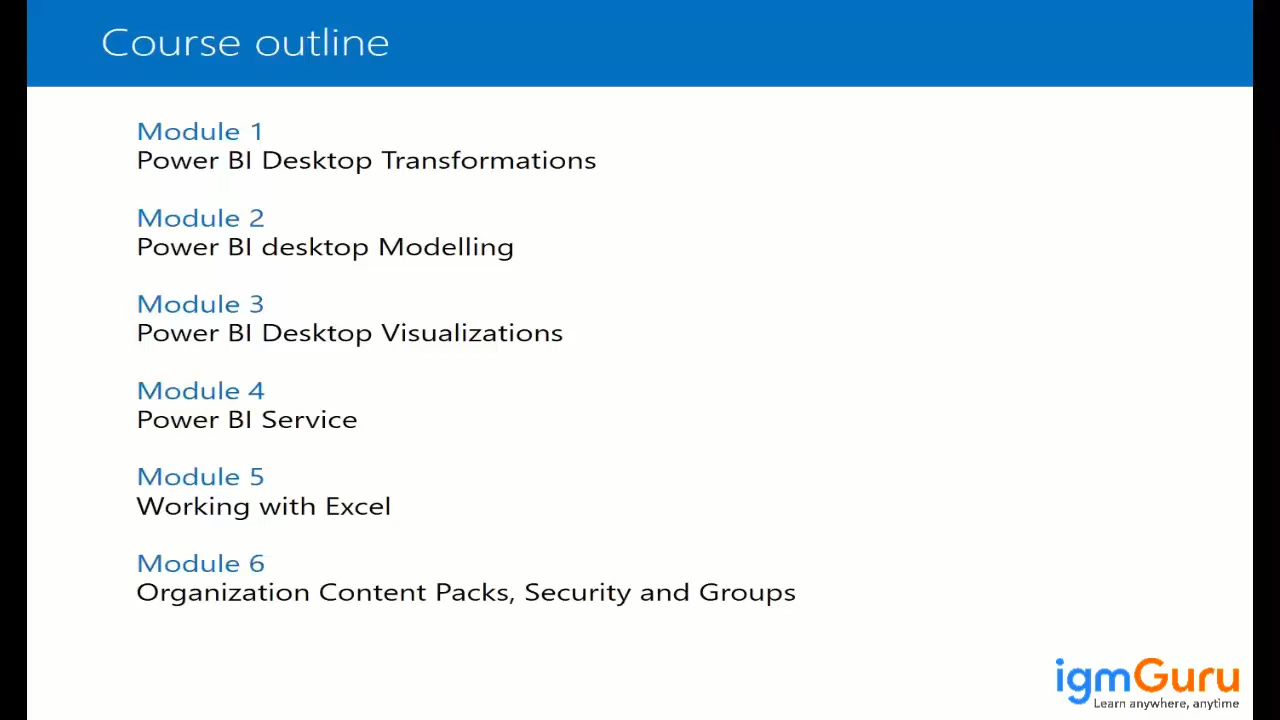 Course outline
Module 1
Power BI Desktop Transformations
Module 2
Power BI desktop Modelling
Module 3
Power BI Desktop Visualizations
Module 4
Power BI Service
Module 5
Working with Excel
Module 6
Organization Content Packs, Security and Groups
igmGuru
Learn anywhere, anytime